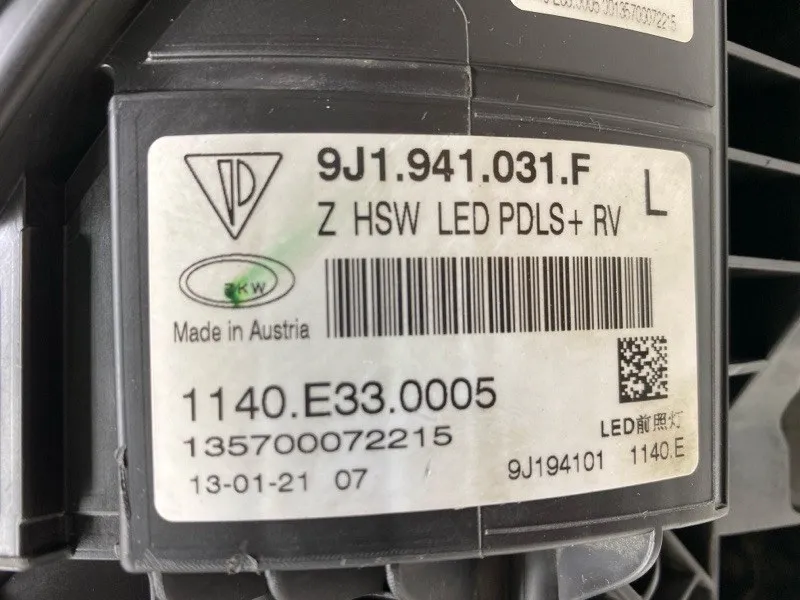 9J1.941.031.F
Z HSW LED PDLS+ RV
L
ZKW
Made in Austria
1140.E33.0005
135700072215
13-01-21 07
LED前照灯
9J194101 1140.E